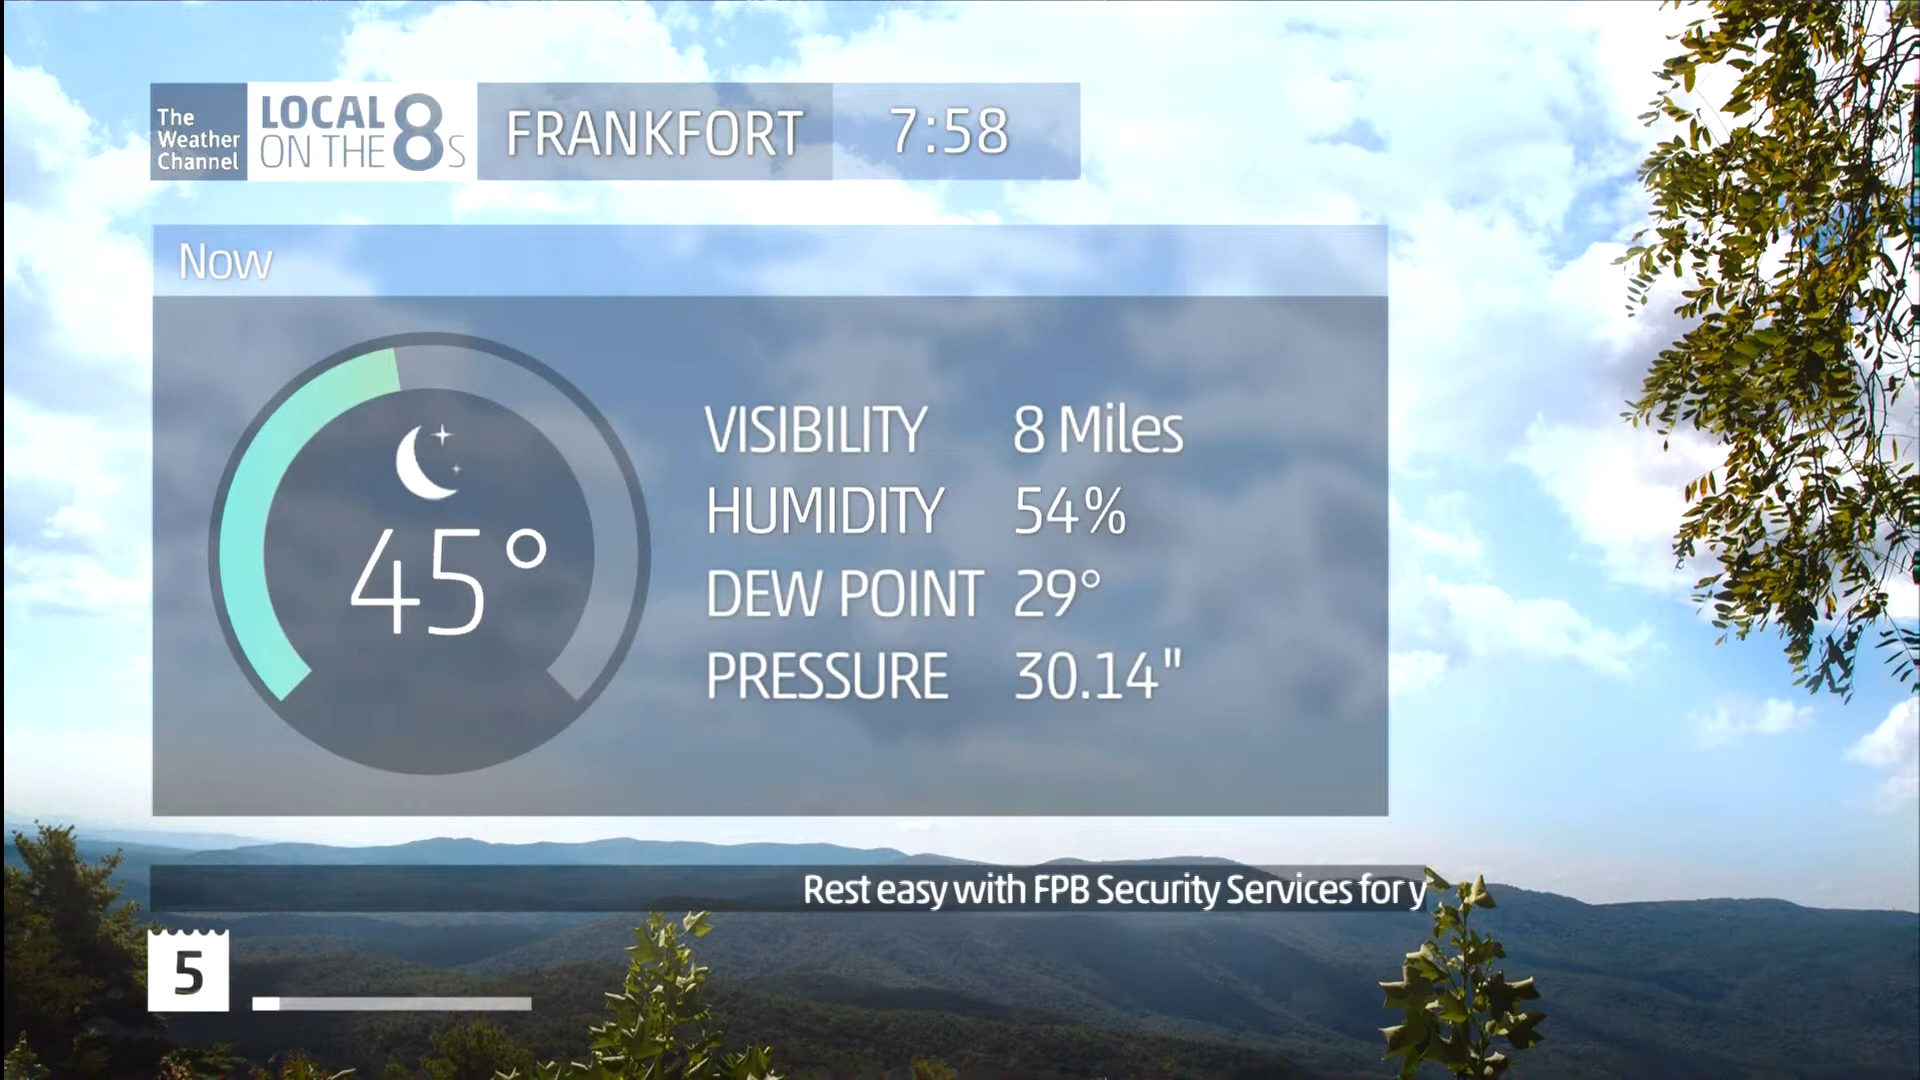 The
Weather
Channel
LOCAL
ON THE 8s
FRANKFORT
7:58
Now
45°
VISIBILITY 8 Miles
HUMIDITY 54%
DEW POINT 29°
PRESSURE 30.14"
Rest easy with FPB Security Services for y
5